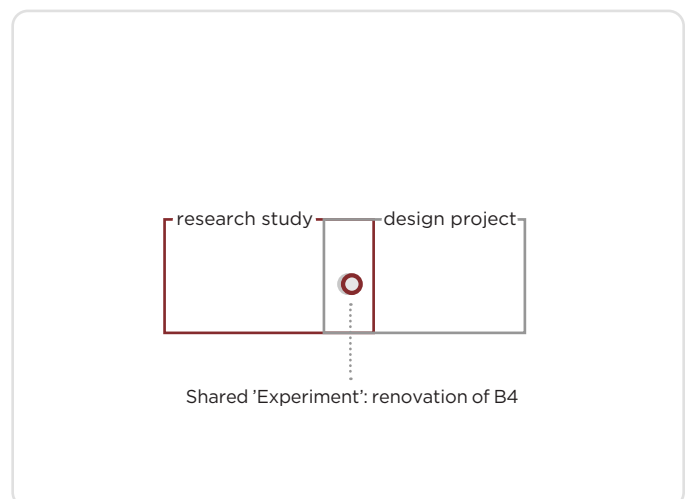 research study
design project
Shared ’Experiment’: renovation of B4